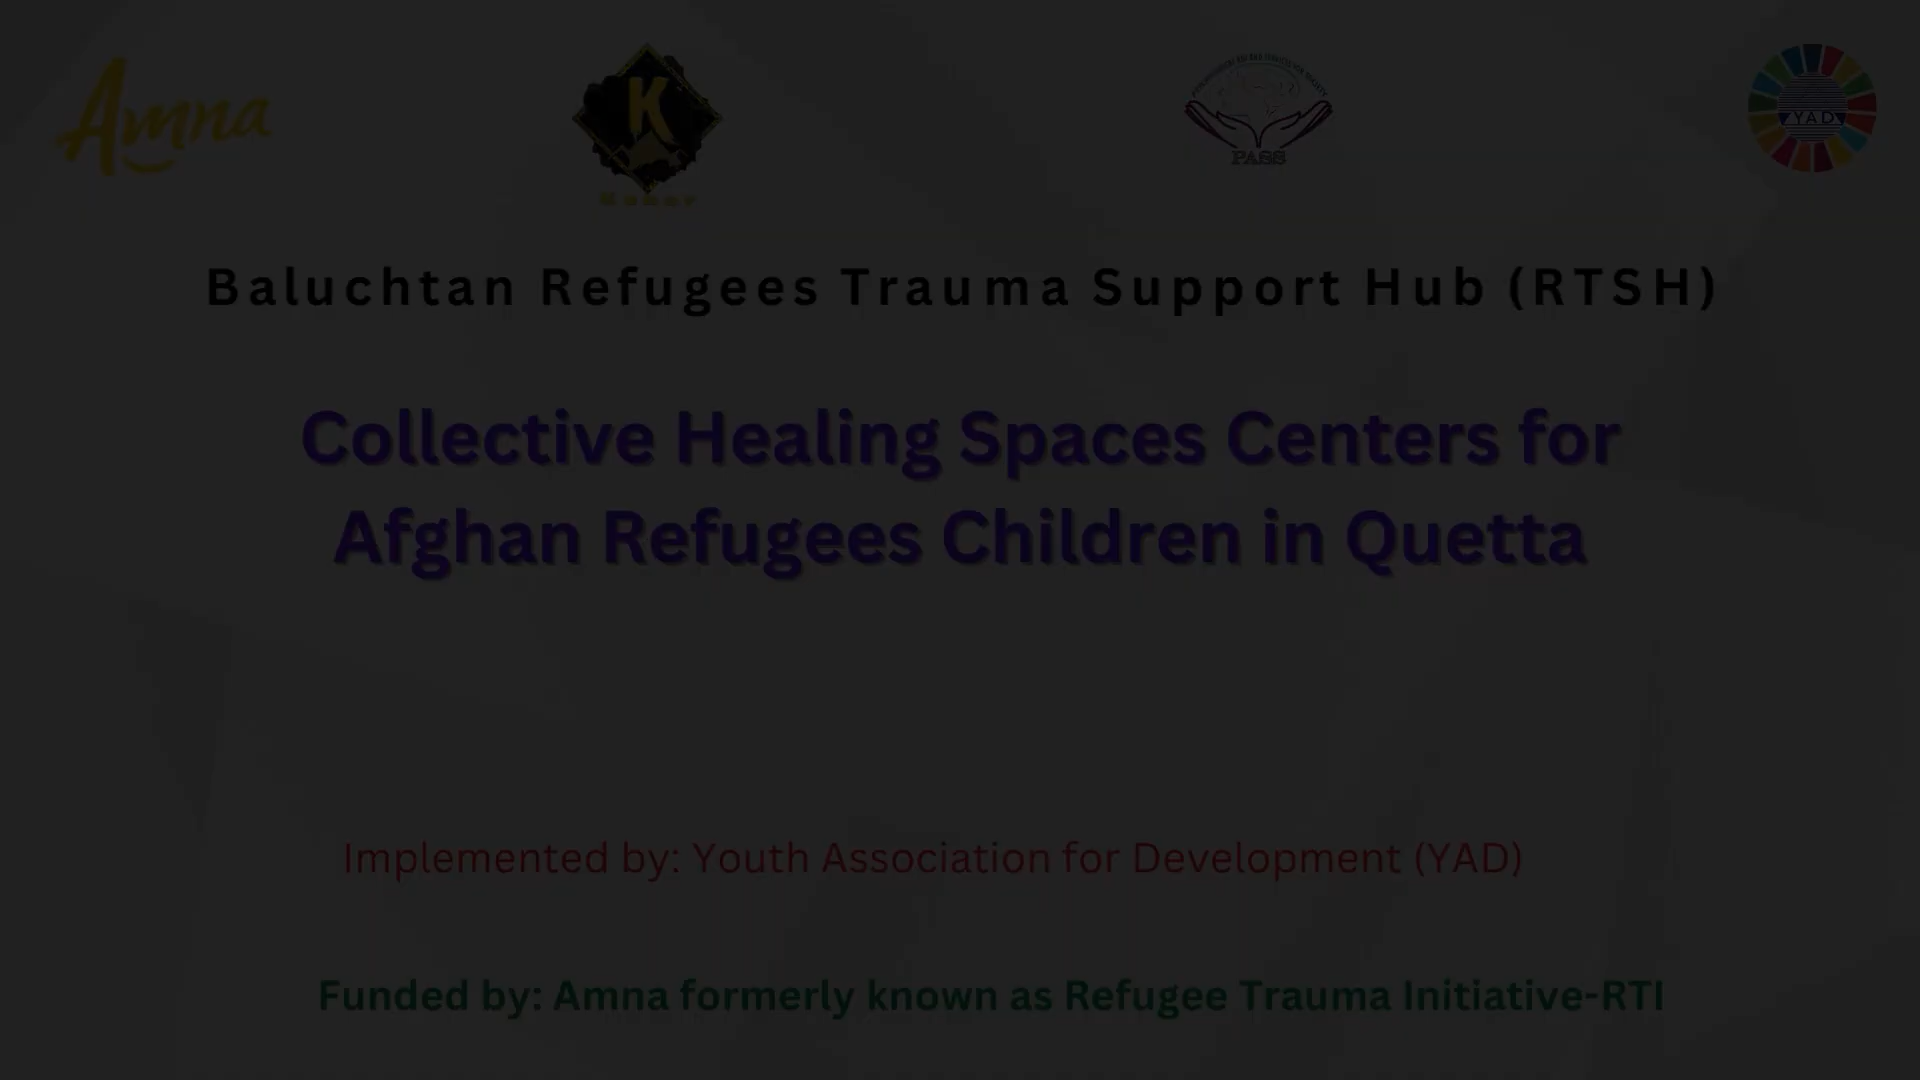 Amna
K
PASS
YAD
Baluchtan Refugees Trauma Support Hub (RTSH)
Collective Healing Spaces Centers for
Afghan Refugees Children in Quetta
Implemented by: Youth Association for Development (YAD)
Funded by: Amna formerly known as Refugee Trauma Initiative-RTI